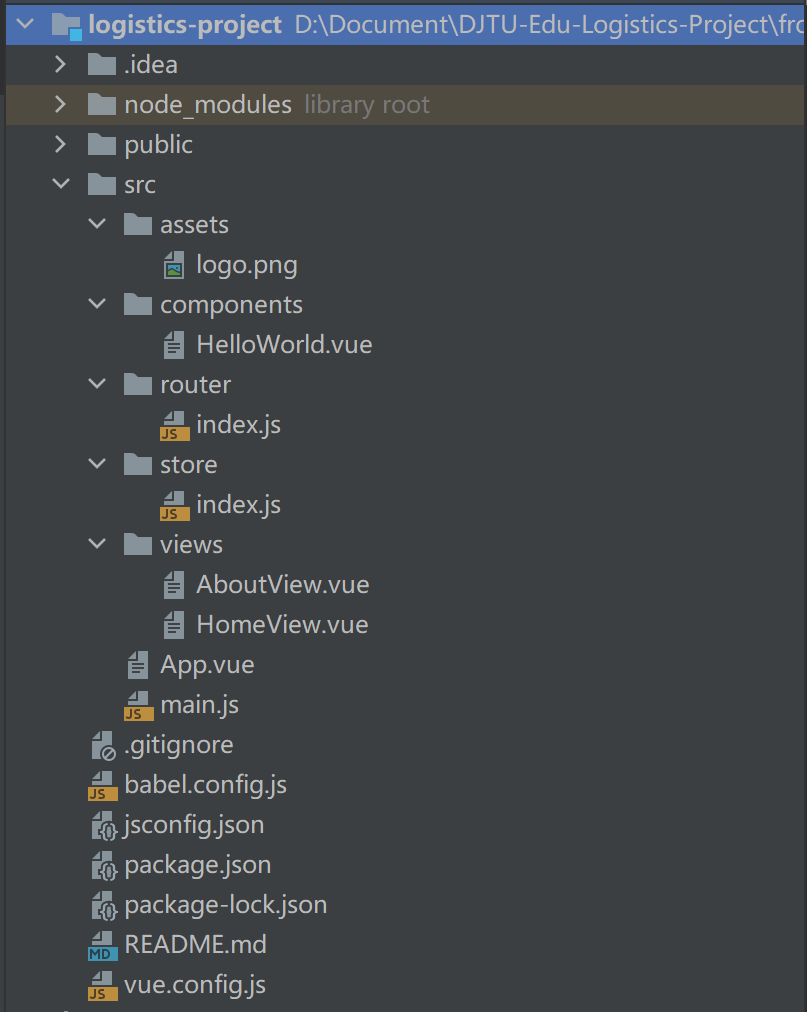 logistics-project D:\Document\DJTU-Edu-Logistics-Project\fro
.idea
node_modules library root
public
src
assets
logo.png
components
HelloWorld.vue
router
JS index.js
store
JS index.js
views
AboutView.vue
HomeView.vue
App.vue
JS main.js
.gitignore
JS babel.config.js
jsconfig.json
package.json
package-lock.json
MD README.md
JS vue.config.js